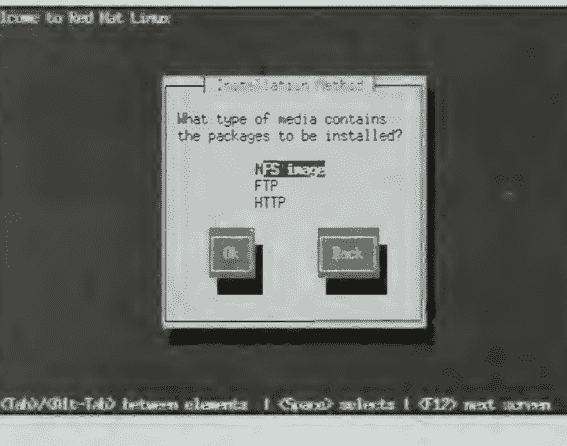 lcome to Red Hat Linux
Installation Method
What type of media contains
the packages to be installed?
NFS image
FTP
HTTP
Ok
Back
<Tab>/<Alt-Tab> between elements | <Space> selects | <F12> next screen